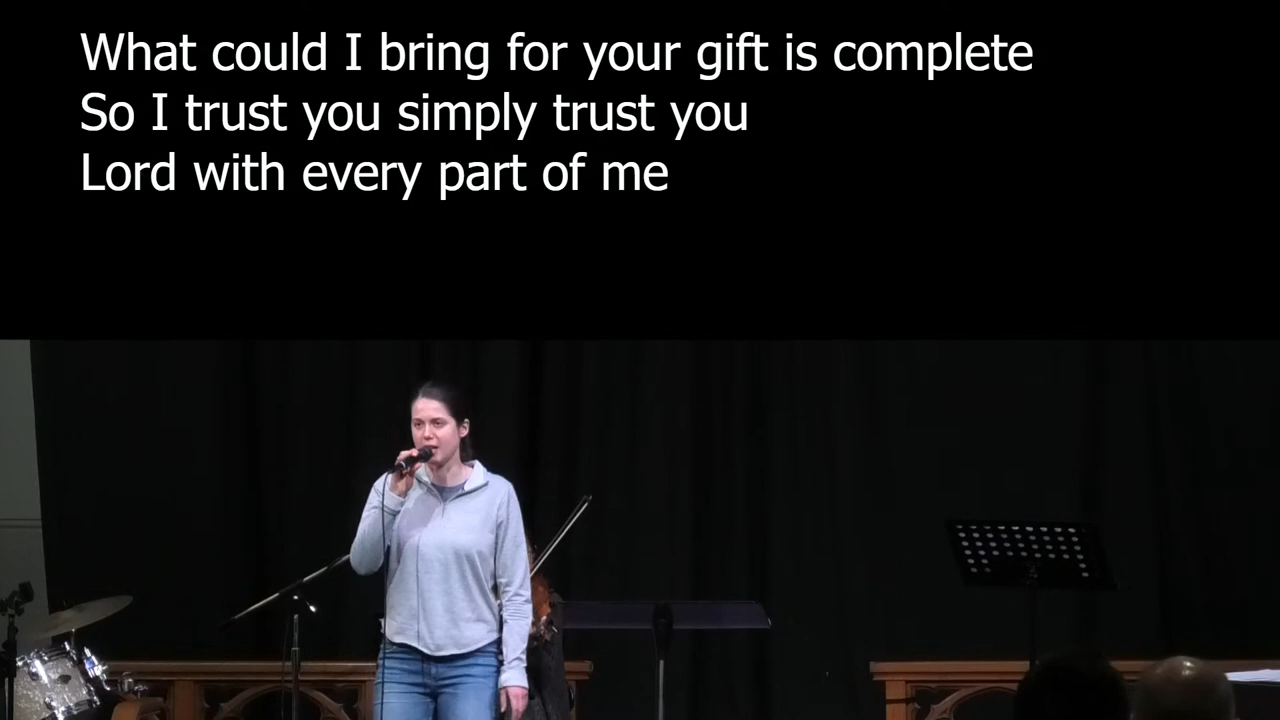 What could I bring for your gift is complete
So I trust you simply trust you
Lord with every part of me